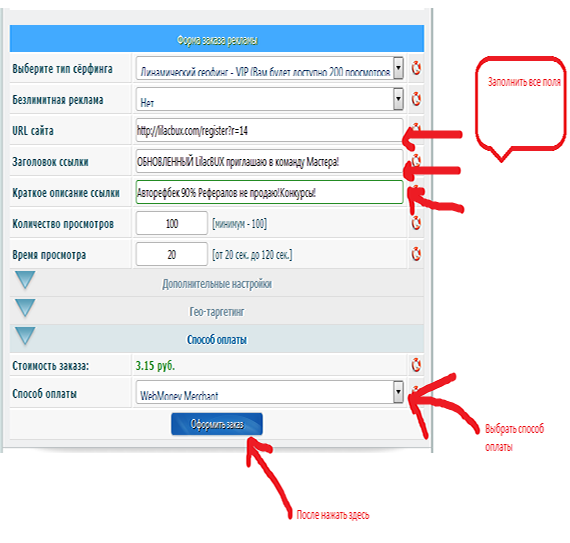 Форма заказа рекламы
Выберите тип сёрфинга
Динамический серфинг - VIP (Вам будет доступно 200 просмотров
Безлимитная реклама
Нет
URL сайта
http://lilacbux.com/register?r=14
Заголовок ссылки
ОБНОВЛЕННЫЙ LilacBUX приглашаю в команду Мастера!
Краткое описание ссылки
Авторефбек 90% Рефералов не продаю!Конкурсы!
Количество просмотров
100 [минимум - 100]
Время просмотра
20 [от 20 сек. до 120 сек.]
Дополнительные настройки
Гео-таргетинг
Способ оплаты
Стоимость заказа:
3.15 руб.
Способ оплаты
WebMoney Merchant
Оформить заказ
Заполнить все поля
Выбрать способ
оплаты
После нажать здесь